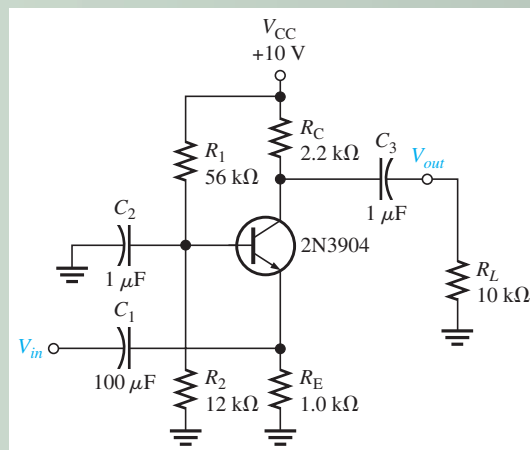 V_CC
+10 V
R_C
2.2 kΩ
C_3
V_out
R_1
56 kΩ
1 μF
C_2
2N3904
1 μF
R_L
10 kΩ
C_1
V_in
100 μF
R_2
12 kΩ
R_E
1.0 kΩ